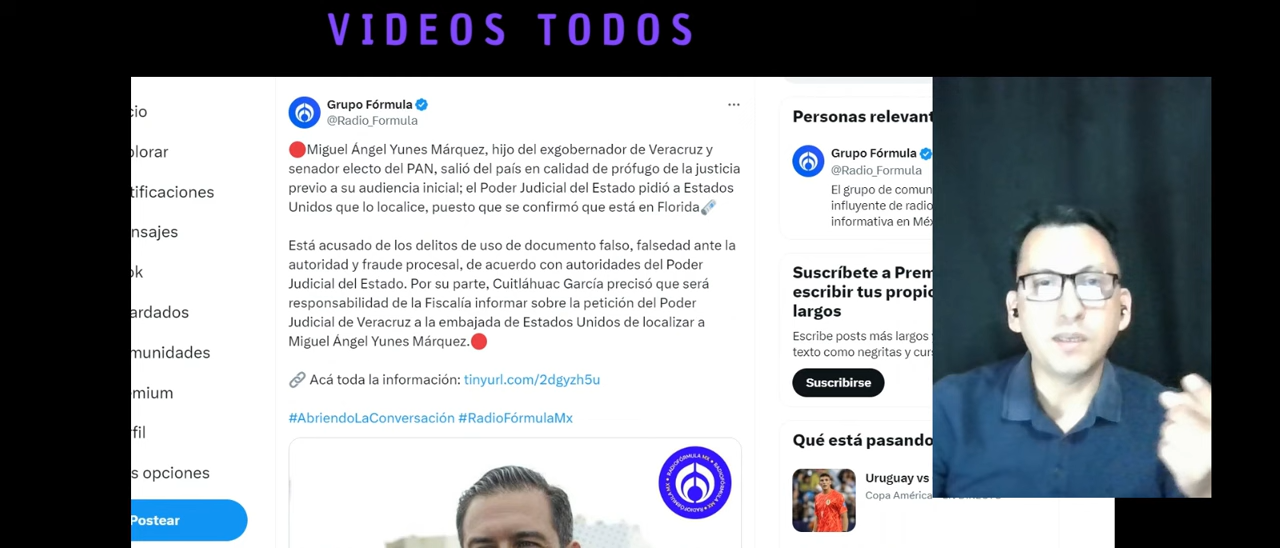 VIDEOS TODOS
cio
plorar
tificaciones
nsajes
ok
ardados
munidades
emium
rfil
s opciones
Postear
Grupo Fórmula
@Radio_Formula
Miguel Ángel Yunes Márquez, hijo del exgobernador de Veracruz y
senador electo del PAN, salió del país en calidad de prófugo de la justicia
previo a su audiencia inicial; el Poder Judicial del Estado pidió a Estados
Unidos que lo localice, puesto que se confirmó que está en Florida
Está acusado de los delitos de uso de documento falso, falsedad ante la
autoridad y fraude procesal, de acuerdo con autoridades del Poder
Judicial del Estado. Por su parte, Cuitláhuac García precisó que será
responsabilidad de la Fiscalía informar sobre la petición del Poder
Judicial de Veracruz a la embajada de Estados Unidos de localizar a
Miguel Ángel Yunes Márquez.
Acá toda la información: tinyurl.com/2dgyzh5u
#AbriendoLaConversación #RadioFórmulaMx
Personas relevant
Grupo Fórmula
@Radio_Formula
El grupo de comun
influyente de radio
informativa en Méx
Suscríbete a Prem
escribir tus propio
largos
Escribe posts más largos
texto como negritas y curs
Suscribirse
Qué está pasando
Uruguay vs
Copa América